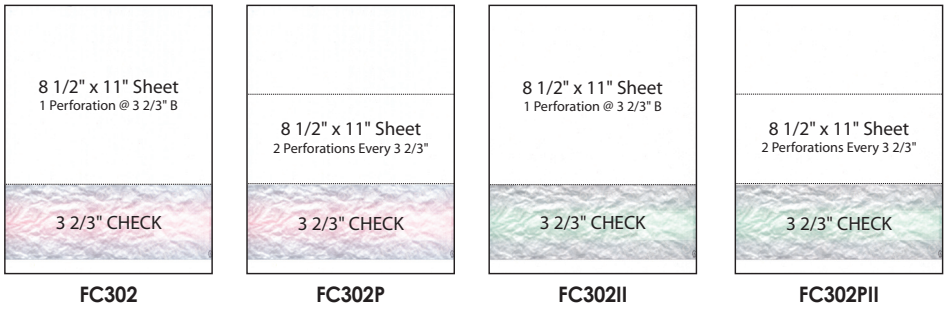 8 1/2" x 11" Sheet
1 Perforation @ 3 2/3" B
3 2/3" CHECK
FC302
8 1/2" x 11" Sheet
2 Perforations Every 3 2/3"
3 2/3" CHECK
FC302P
8 1/2" x 11" Sheet
1 Perforation @ 3 2/3" B
3 2/3" CHECK
FC302II
8 1/2" x 11" Sheet
2 Perforations Every 3 2/3"
3 2/3" CHECK
FC302PII